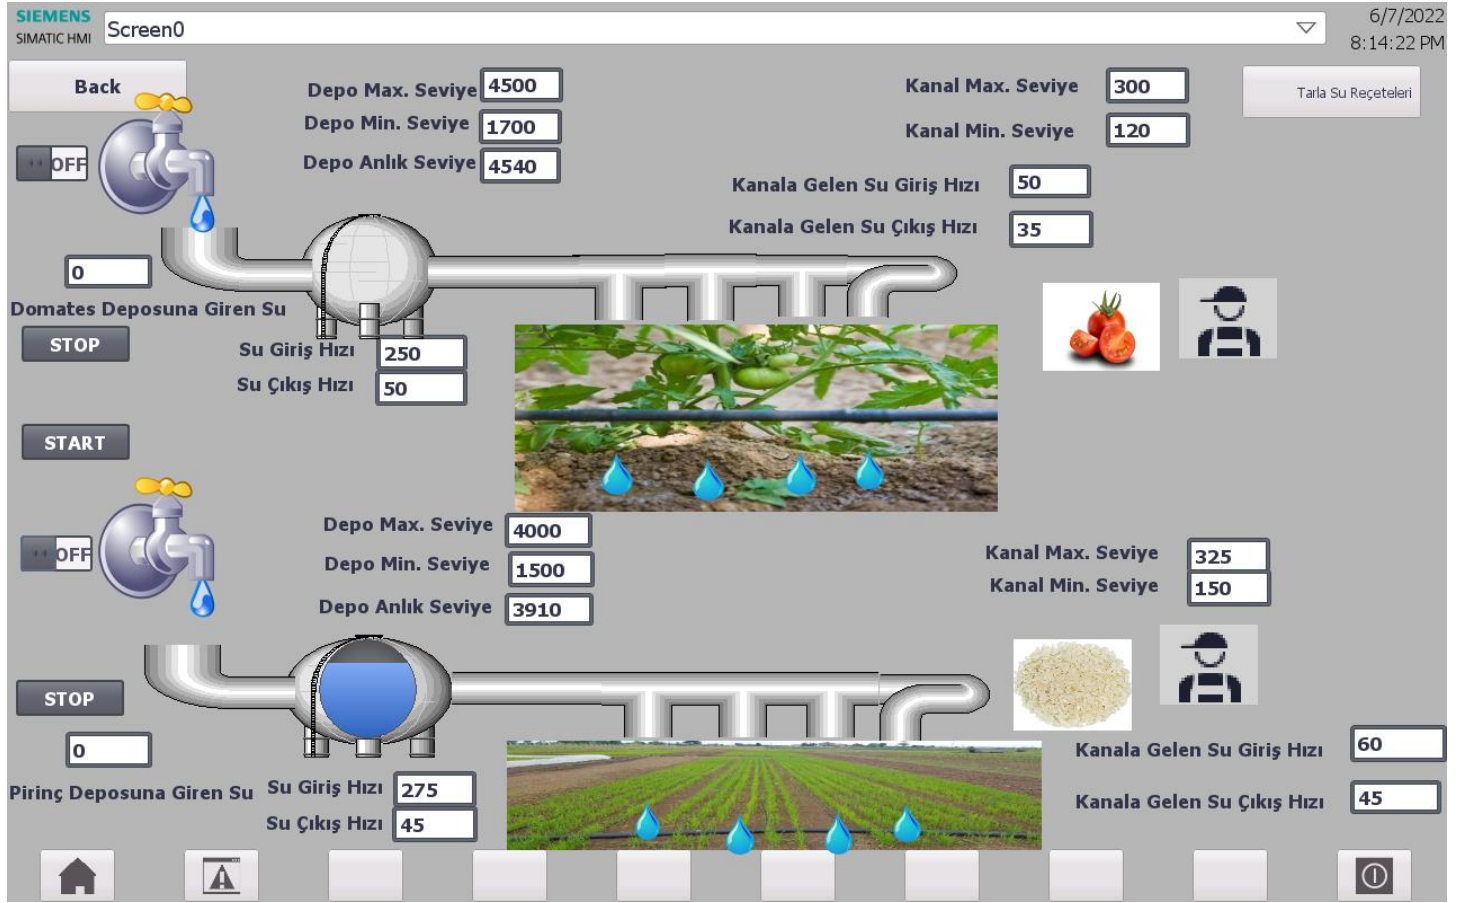 SIEMENS
SIMATIC HMI
Screen0
6/7/2022
8:14:22 PM
Back
Depo Max. Seviye 4500
Depo Min. Seviye 1700
Depo Anlık Seviye 4540
Kanal Max. Seviye 300
Kanal Min. Seviye 120
Tarla Su Reçeteleri
OFF
Kanala Gelen Su Giriş Hızı 50
Kanala Gelen Su Çıkış Hızı 35
0
Domates Deposuna Giren Su
STOP
Su Giriş Hızı 250
Su Çıkış Hızı 50
START
OFF
Depo Max. Seviye 4000
Depo Min. Seviye 1500
Depo Anlık Seviye 3910
Kanal Max. Seviye 325
Kanal Min. Seviye 150
STOP
0
Pirinç Deposuna Giren Su
Su Giriş Hızı 275
Su Çıkış Hızı 45
Kanala Gelen Su Giriş Hızı 60
Kanala Gelen Su Çıkış Hızı 45